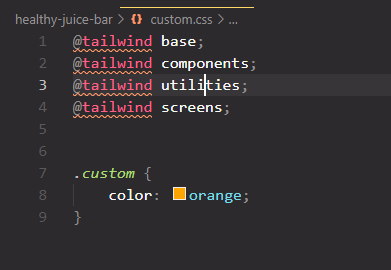 healthy-juice-bar > {} custom.css > ...
1 @tailwind base;
2 @tailwind components;
3 @tailwind utilities;
4 @tailwind screens;
5
6
7 .custom {
8 color: orange;
9 }